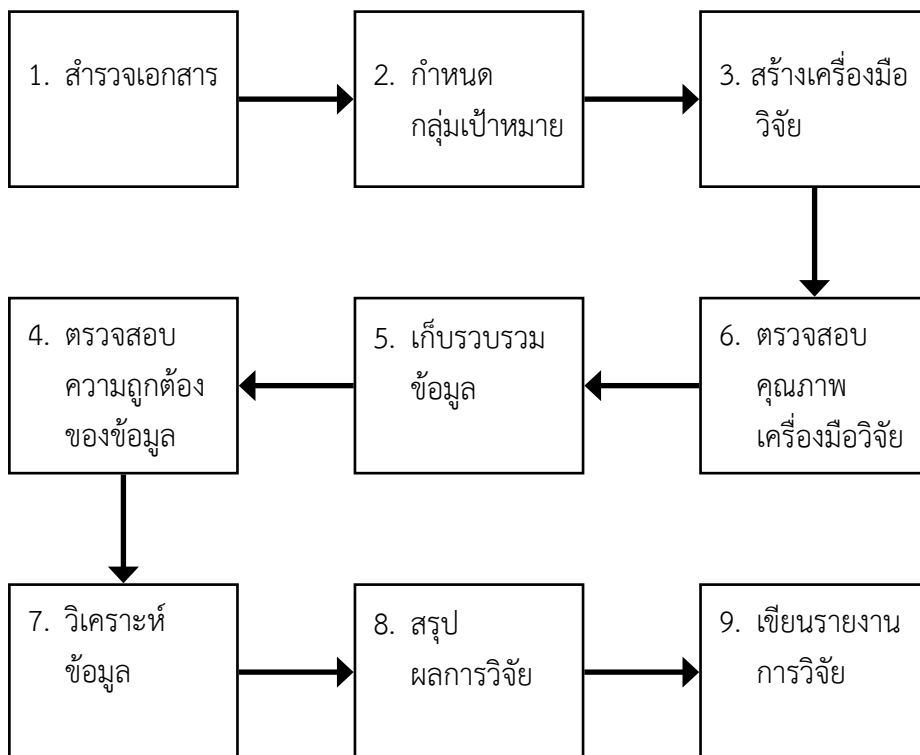 1. สำรวจเอกสาร
2. กำหนด
กลุ่มเป้าหมาย
3. สร้างเครื่องมือ
วิจัย
4. ตรวจสอบ
ความถูกต้อง
ของข้อมูล
5. เก็บรวบรวม
ข้อมูล
6. ตรวจสอบ
คุณภาพ
เครื่องมือวิจัย
7. วิเคราะห์
ข้อมูล
8. สรุป
ผลการวิจัย
9. เขียนรายงาน
การวิจัย